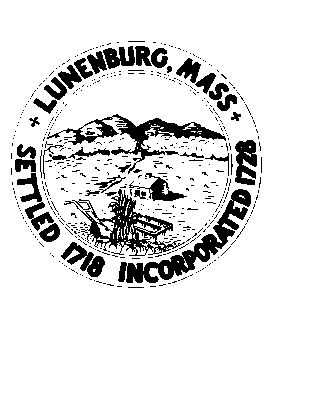 + LUNENBURG, MASS +
SETTLED 1718 INCORPORATED 1728